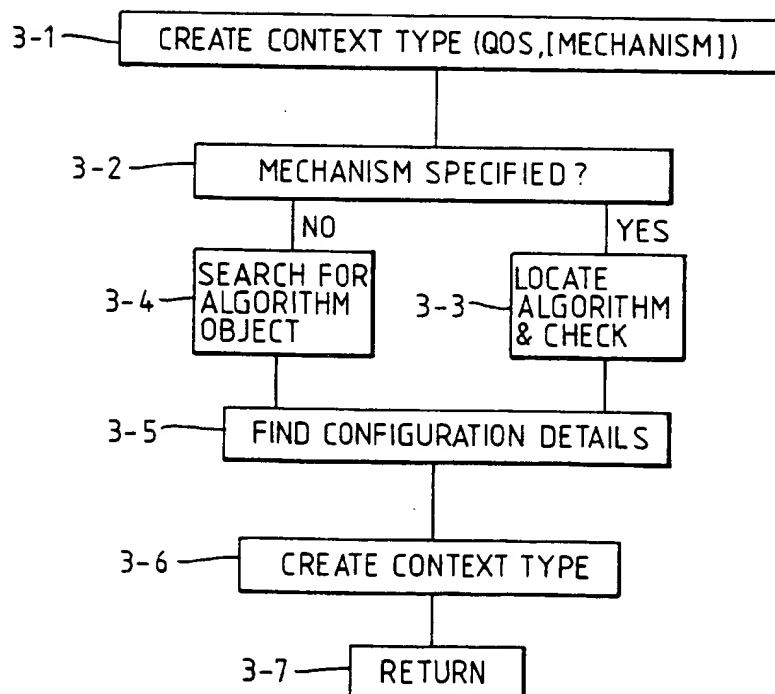 3-1 CREATE CONTEXT TYPE (QOS,[MECHANISM])
3-2 MECHANISM SPECIFIED?
NO YES
3-4 SEARCH FOR
ALGORITHM
OBJECT
3-3 LOCATE
ALGORITHM
& CHECK
3-5 FIND CONFIGURATION DETAILS
3-6 CREATE CONTEXT TYPE
3-7 RETURN